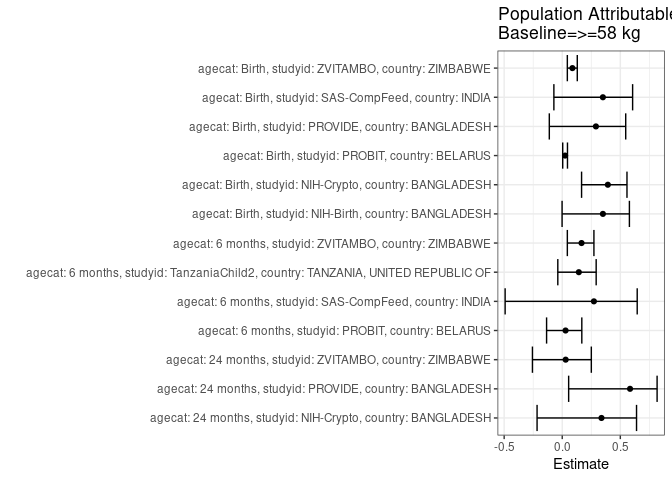 Population Attributable
Baseline=>=58 kg
agecat: Birth, studyid: ZVITAMBO, country: ZIMBABWE
agecat: Birth, studyid: SAS-CompFeed, country: INDIA
agecat: Birth, studyid: PROVIDE, country: BANGLADESH
agecat: Birth, studyid: PROBIT, country: BELARUS
agecat: Birth, studyid: NIH-Crypto, country: BANGLADESH
agecat: Birth, studyid: NIH-Birth, country: BANGLADESH
agecat: 6 months, studyid: ZVITAMBO, country: ZIMBABWE
agecat: 6 months, studyid: TanzaniaChild2, country: TANZANIA, UNITED REPUBLIC OF
agecat: 6 months, studyid: SAS-CompFeed, country: INDIA
agecat: 6 months, studyid: PROBIT, country: BELARUS
agecat: 24 months, studyid: ZVITAMBO, country: ZIMBABWE
agecat: 24 months, studyid: PROVIDE, country: BANGLADESH
agecat: 24 months, studyid: NIH-Crypto, country: BANGLADESH
-0.5 0.0 0.5
Estimate